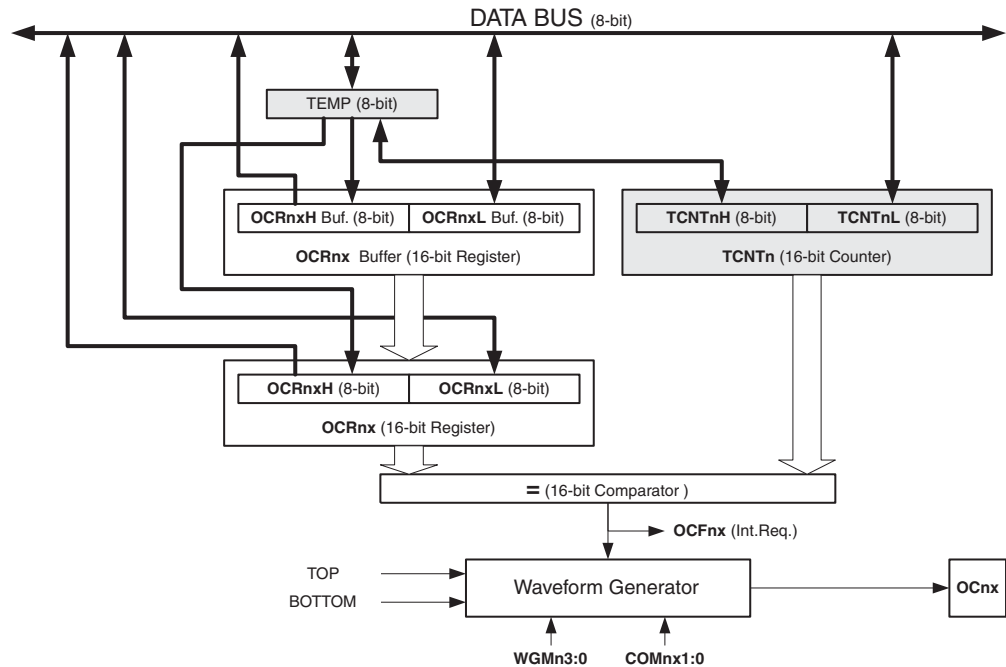 DATA BUS (8-bit)
TEMP (8-bit)
OCRnxH Buf. (8-bit) OCRnxL Buf. (8-bit)
OCRnx Buffer (16-bit Register)
TCNTnH (8-bit) TCNTnL (8-bit)
TCNTn (16-bit Counter)
OCRnxH (8-bit) OCRnxL (8-bit)
OCRnx (16-bit Register)
= (16-bit Comparator )
OCFnx (Int.Req.)
TOP
BOTTOM
Waveform Generator
OCnx
WGMn3:0 COMnx1:0